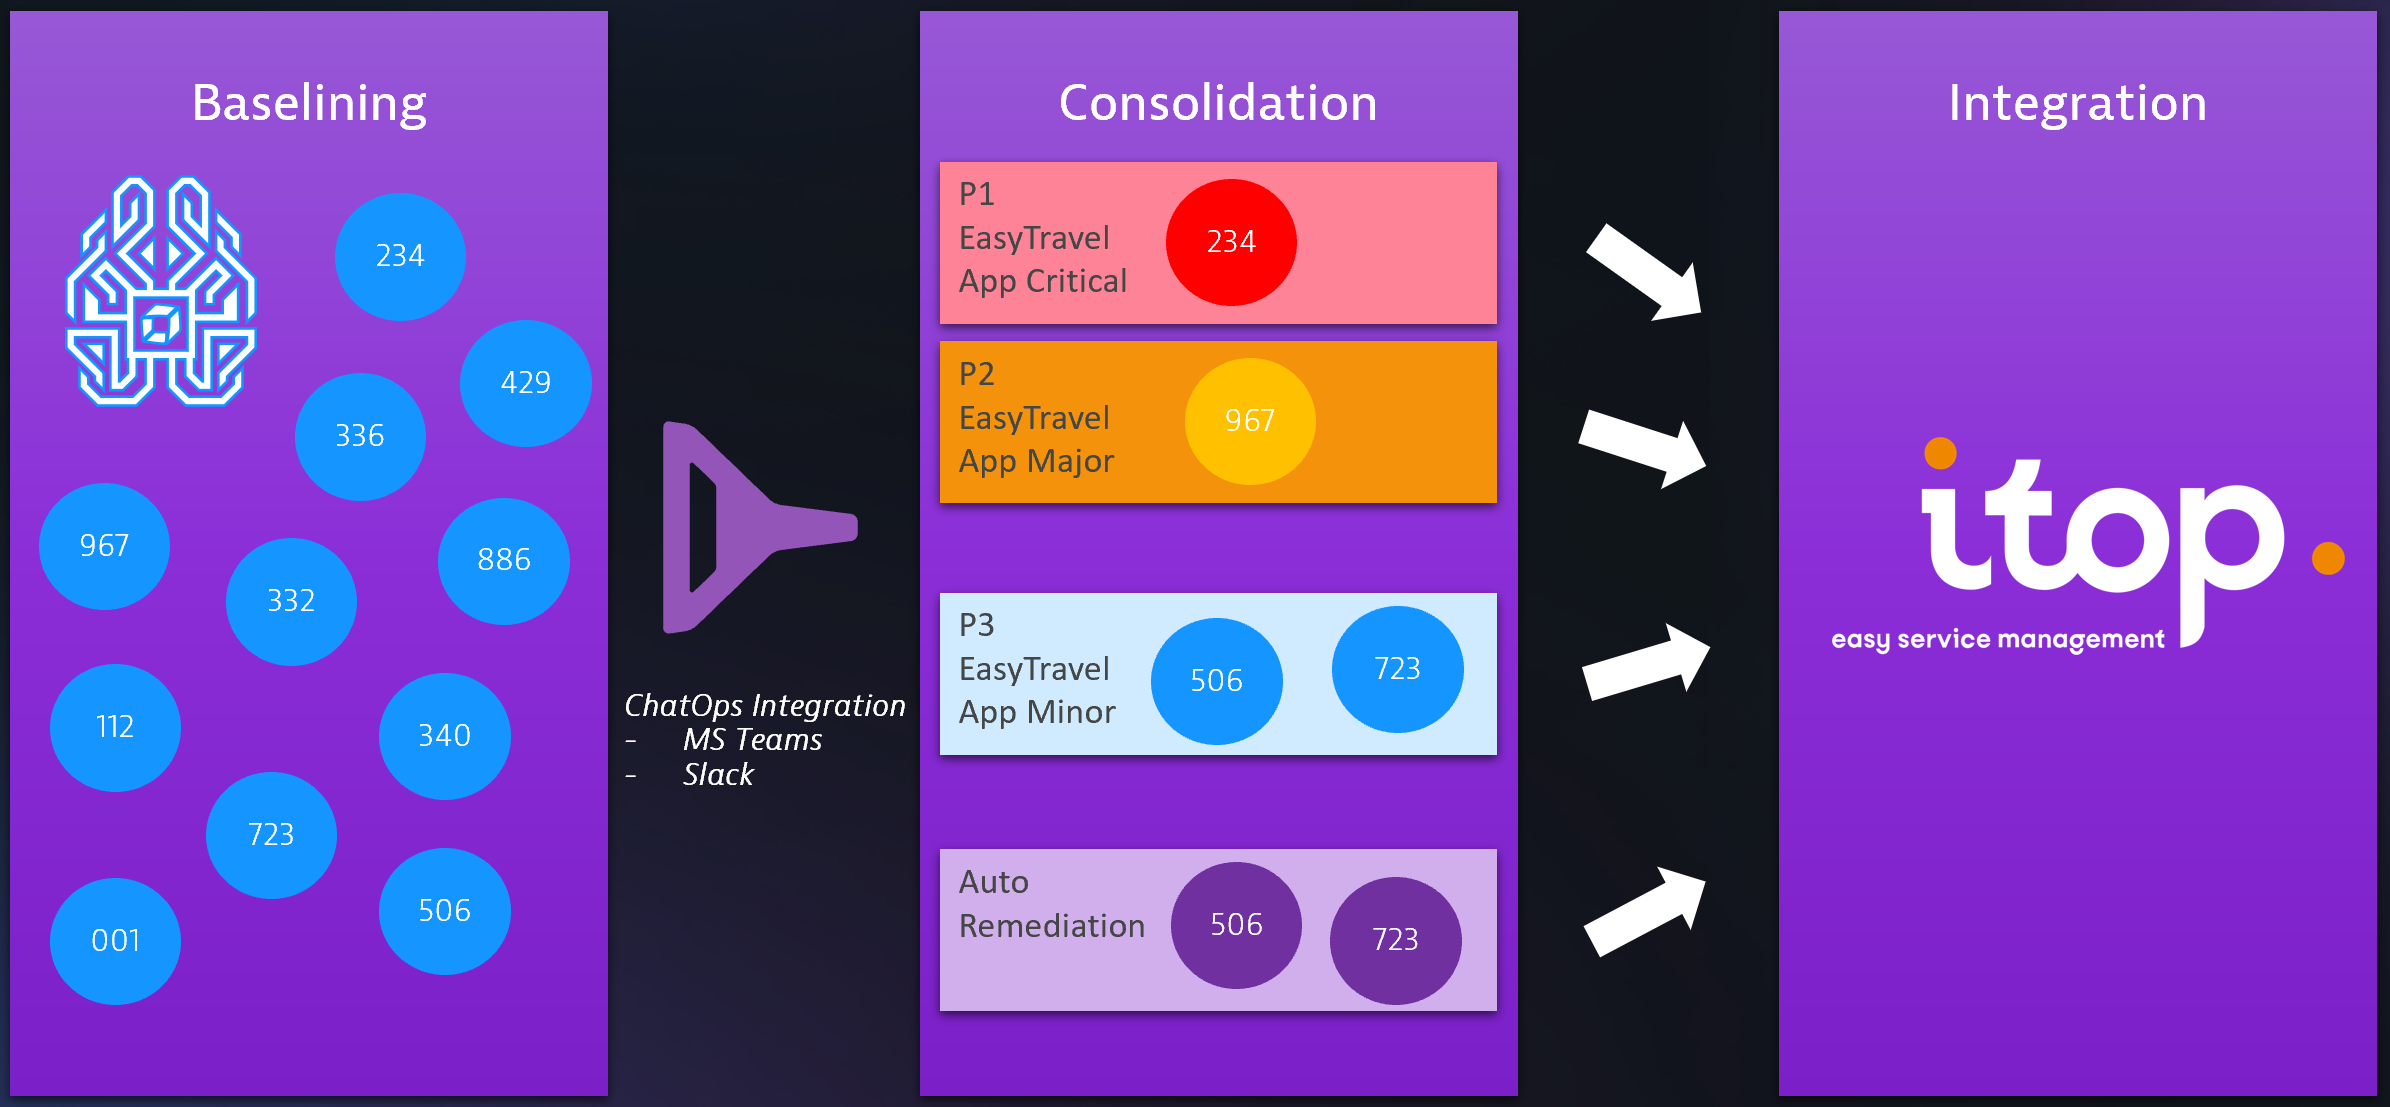 Baselining
234
429
336
967
886
332
112
340
723
506
001
ChatOps Integration
- MS Teams
- Slack
Consolidation
P1
EasyTravel
App Critical
234
P2
EasyTravel
App Major
967
P3
EasyTravel
App Minor
506
723
Auto
Remediation
506
723
Integration
itop.
easy service management